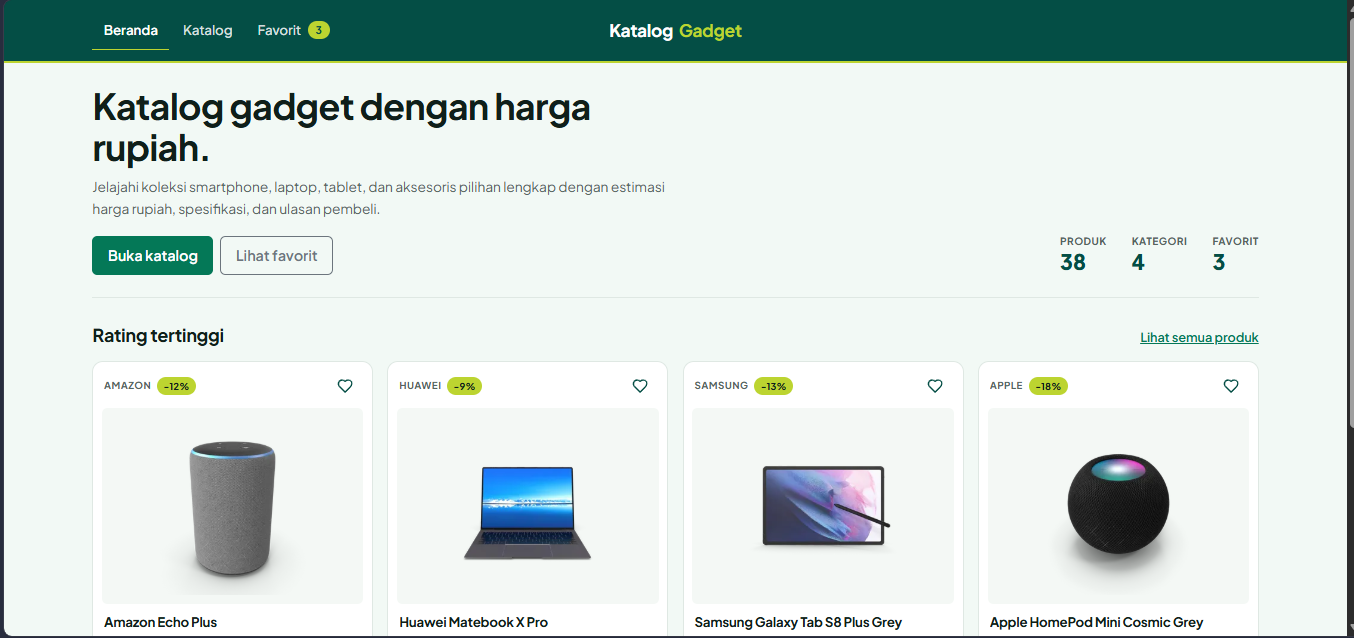 Beranda
Katalog
Favorit 3
Katalog Gadget
Katalog gadget dengan harga
rupiah.
Jelajahi koleksi smartphone, laptop, tablet, dan aksesoris pilihan lengkap dengan estimasi
harga rupiah, spesifikasi, dan ulasan pembeli.
Buka katalog
Lihat favorit
PRODUK
38
KATEGORI
4
FAVORIT
3
Rating tertinggi
Lihat semua produk
AMAZON -12%
Amazon Echo Plus
HUAWEI -9%
Huawei Matebook X Pro
SAMSUNG -13%
Samsung Galaxy Tab S8 Plus Grey
APPLE -18%
Apple HomePod Mini Cosmic Grey